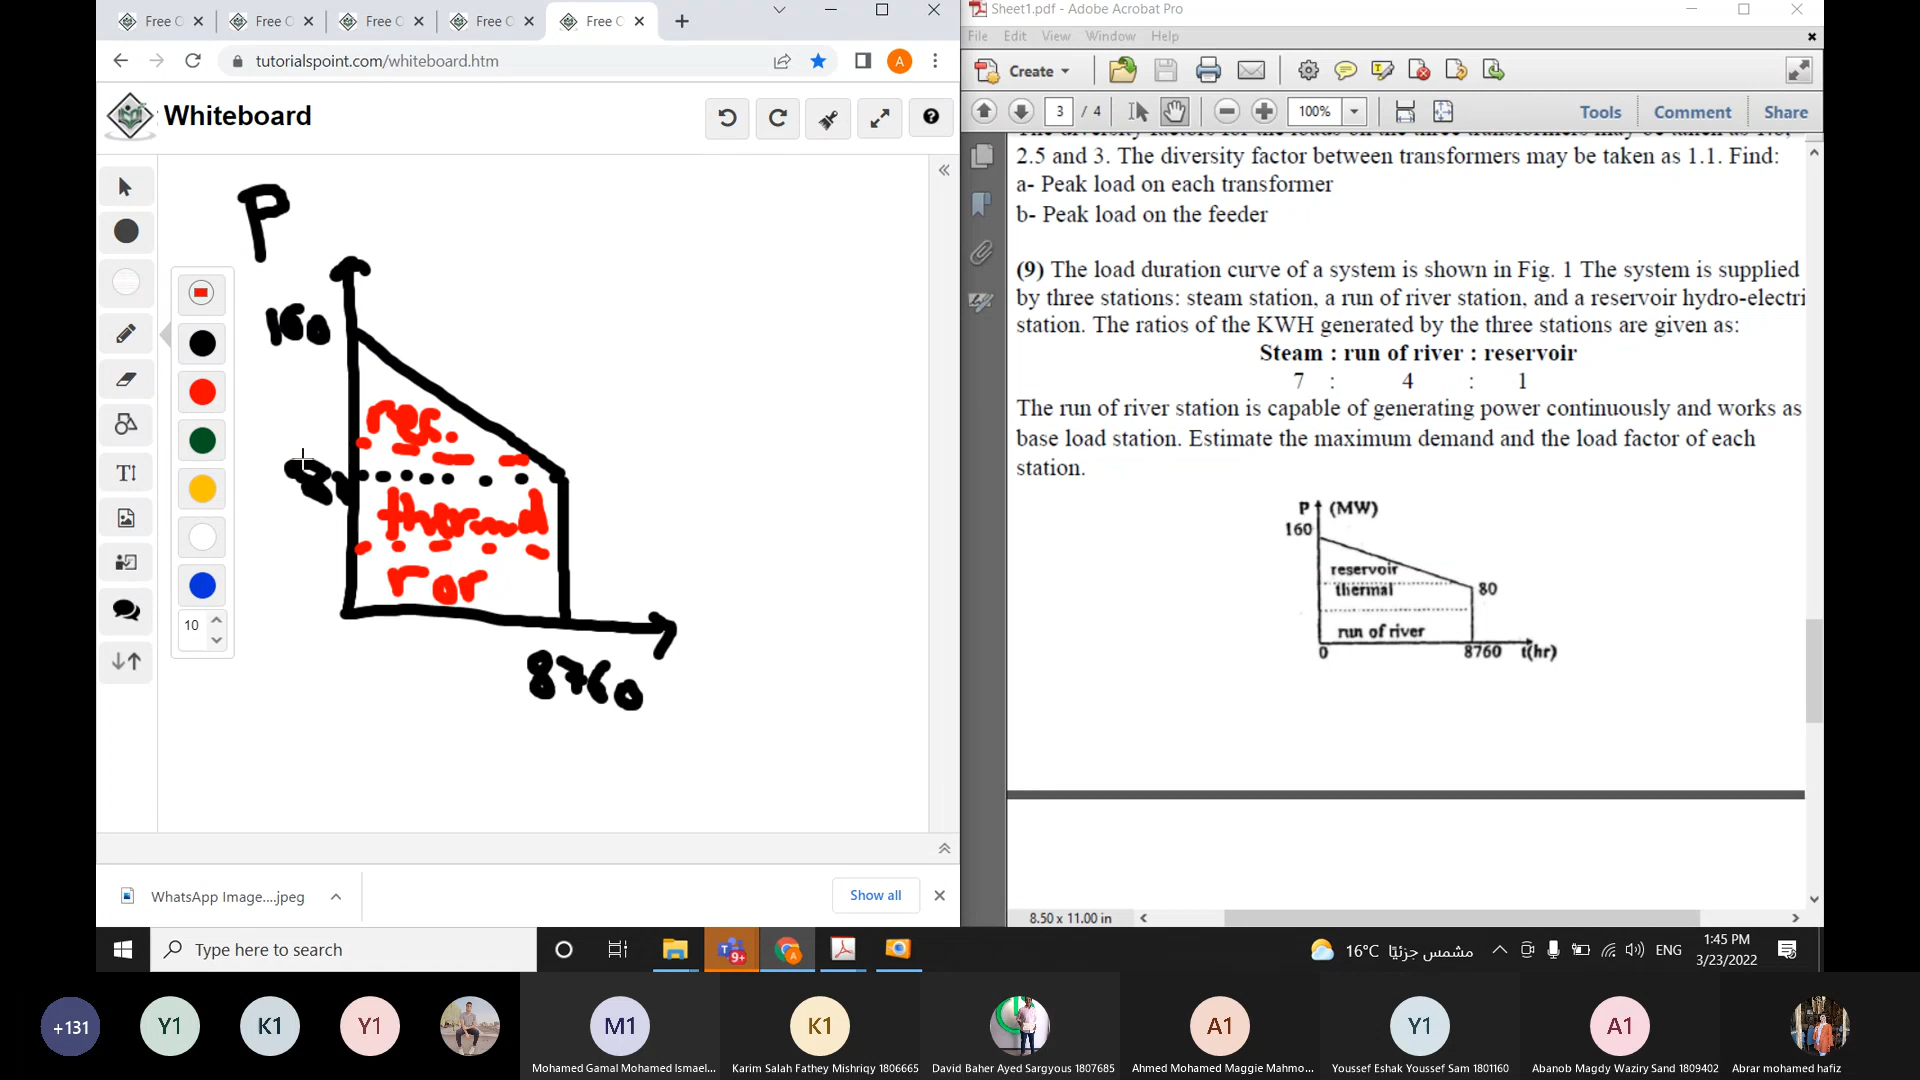 Free C
Free C
Free C
Free C
Free C
tutorialspoint.com/whiteboard.htm
A
Whiteboard
P
160
res.
thermal
ror
8760
10
WhatsApp Image....jpeg
Show all
Sheet1.pdf - Adobe Acrobat Pro
File Edit View Window Help
Create
3 / 4
100%
Tools Comment Share
2.5 and 3. The diversity factor between transformers may be taken as 1.1. Find:
a- Peak load on each transformer
b- Peak load on the feeder
(9) The load duration curve of a system is shown in Fig. 1 The system is supplied
by three stations: steam station, a run of river station, and a reservoir hydro-electri
station. The ratios of the KWH generated by the three stations are given as:
Steam : run of river : reservoir
7 : 4 : 1
The run of river station is capable of generating power continuously and works as
base load station. Estimate the maximum demand and the load factor of each
station.
P (MW)
160
reservoir
thermal
80
run of river
0 8760 t(hr)
8.50 x 11.00 in
Type here to search
9+
A
16°C مشمس جزئيًا
ENG
1:45 PM
3/23/2022
+131
Y1
K1
Y1
M1
K1
A1
Y1
A1
Mohamed Gamal Mohamed Ismael...
Karim Salah Fathey Mishriqy 1806665
David Baher Ayed Sargyous 1807685
Ahmed Mohamed Maggie Mahmo...
Youssef Eshak Youssef Sam 1801160
Abanob Magdy Waziry Sand 1809402
Abrar mohamed hafiz